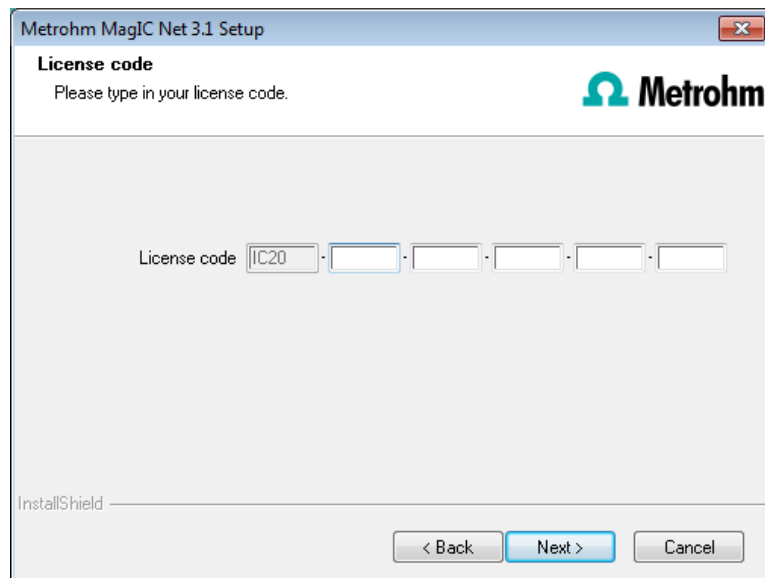 Metrohm MagIC Net 3.1 Setup
License code
Please type in your license code.
Metrohm
License code IC20 - - - - -
InstallShield
< Back Next > Cancel